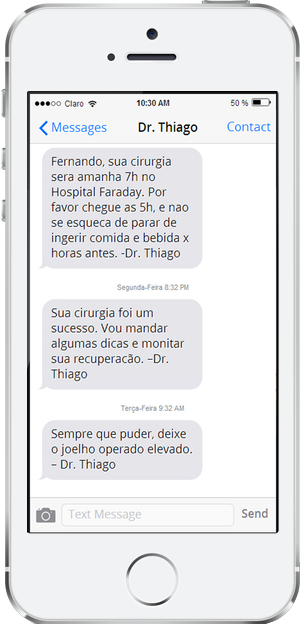 Claro 10:30 AM 50 %
Messages Dr. Thiago Contact
Fernando, sua cirurgia
sera amanha 7h no
Hospital Faraday. Por
favor chegue as 5h, e nao
se esqueca de parar de
ingerir comida e bebida x
horas antes. -Dr. Thiago
Segunda-Feira 8:32 PM
Sua cirurgia foi um
sucesso. Vou mandar
algumas dicas e monitar
sua recuperacão. –Dr.
Thiago
Terça-Feira 9:32 AM
Sempre que puder, deixe
o joelho operado elevado.
– Dr. Thiago
Text Message Send